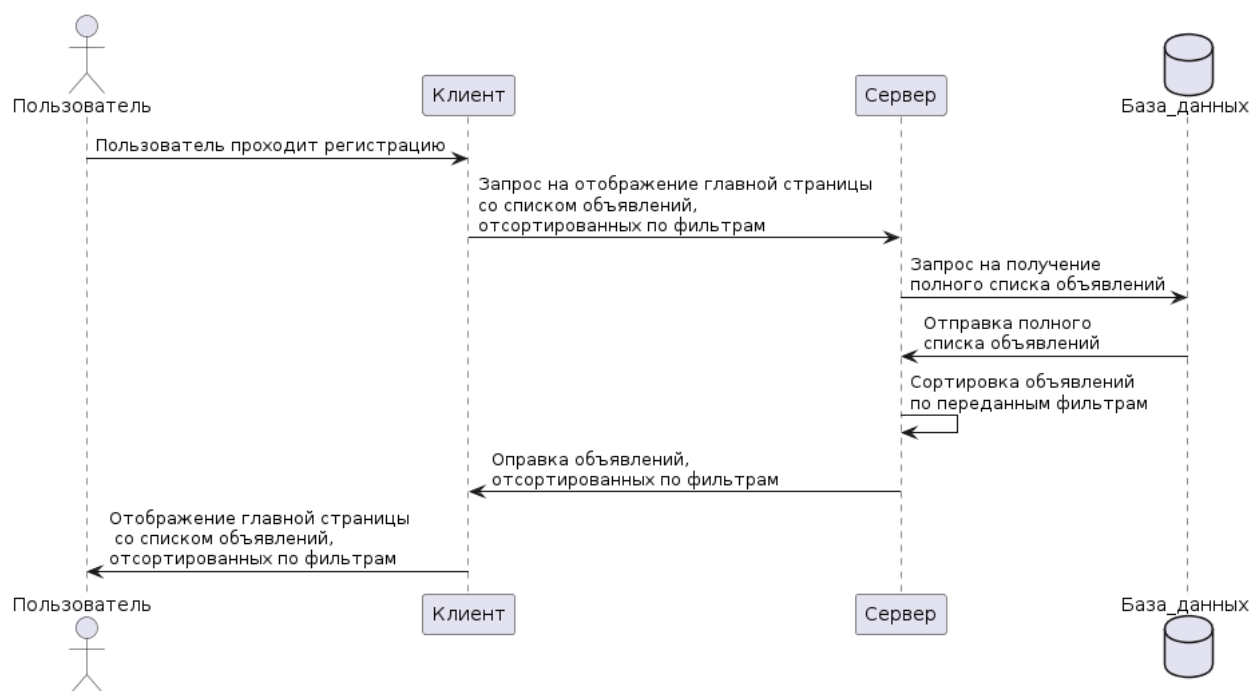 Пользователь
Клиент
Сервер
База_данных
Пользователь проходит регистрацию
Запрос на отображение главной страницы
со списком объявлений,
отсортированных по фильтрам
Запрос на получение
полного списка объявлений
Отправка полного
списка объявлений
Сортировка объявлений
по переданным фильтрам
Оправка объявлений,
отсортированных по фильтрам
Отображение главной страницы
со списком объявлений,
отсортированных по фильтрам
Пользователь
Клиент
Сервер
База_данных